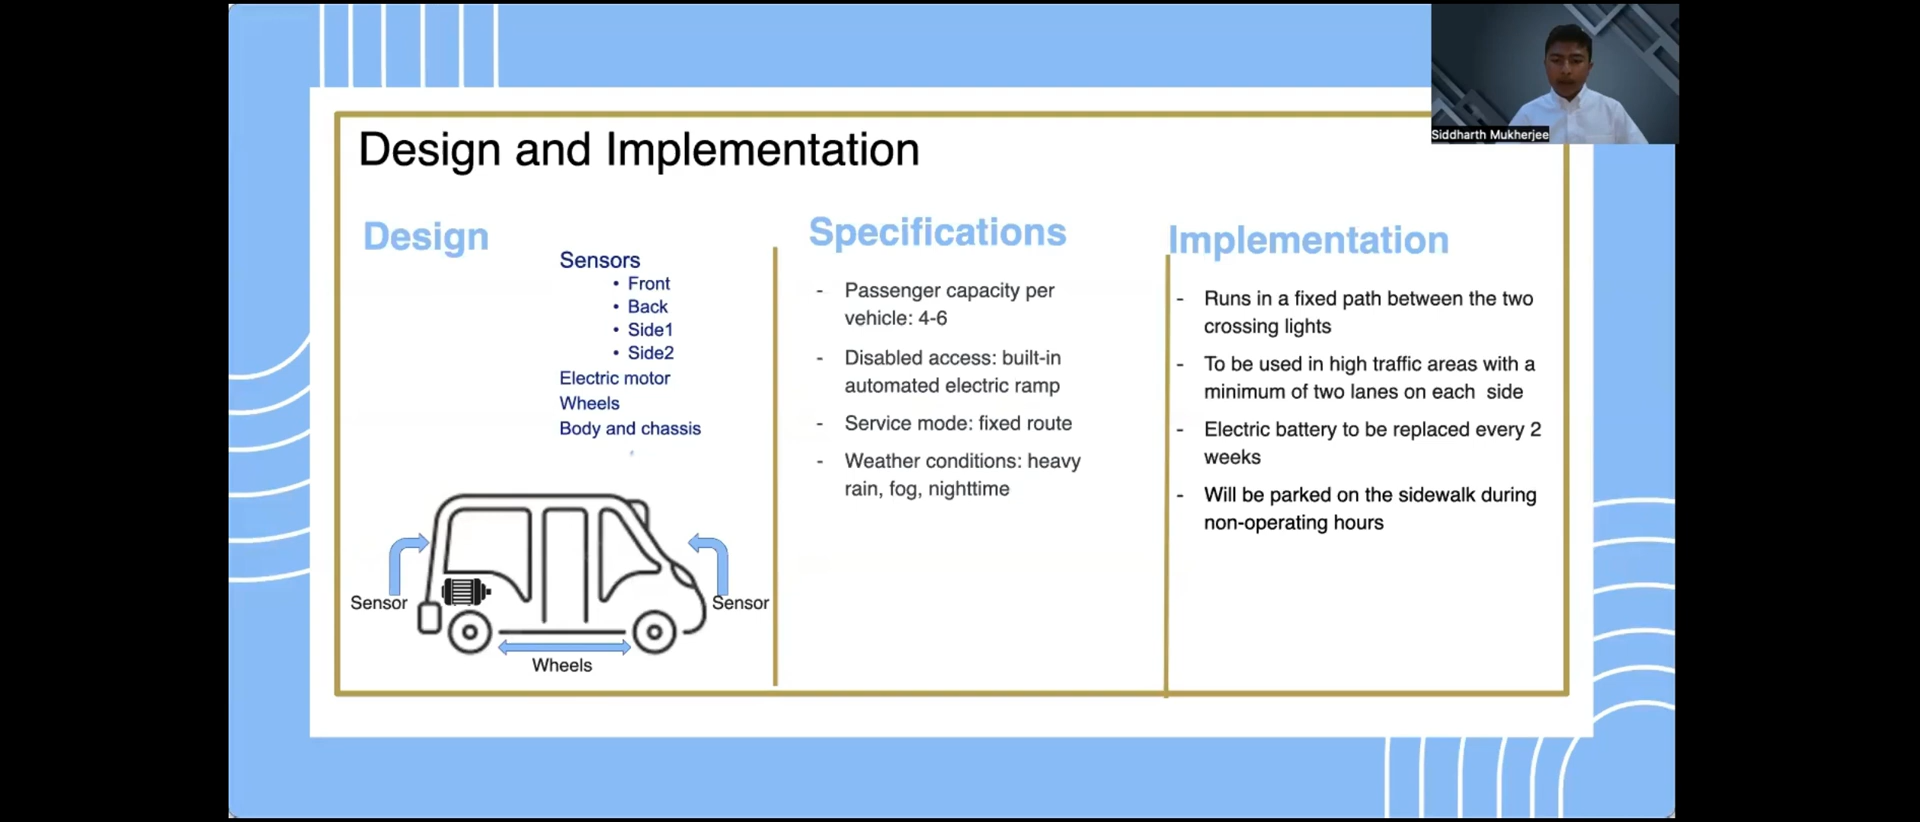 Siddharth Mukherjee
Design and Implementation
Design
Sensors
• Front
• Back
• Side1
• Side2
Electric motor
Wheels
Body and chassis
Sensor
Sensor
Wheels
Specifications
- Passenger capacity per
vehicle: 4-6
- Disabled access: built-in
automated electric ramp
- Service mode: fixed route
- Weather conditions: heavy
rain, fog, nighttime
Implementation
- Runs in a fixed path between the two
crossing lights
- To be used in high traffic areas with a
minimum of two lanes on each side
- Electric battery to be replaced every 2
weeks
- Will be parked on the sidewalk during
non-operating hours